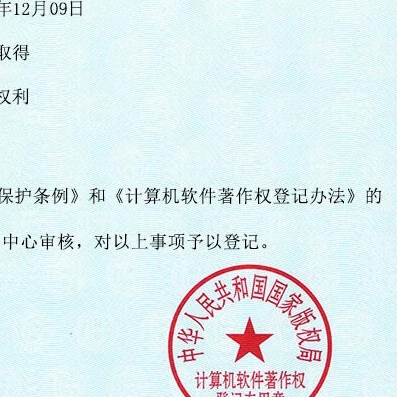 年12月09日
取得
权利
保护条例》和《计算机软件著作权登记办法》的
中心审核，对以上事项予以登记。
中华人民共和国国家版权局
计算机软件著作权
登记专用章